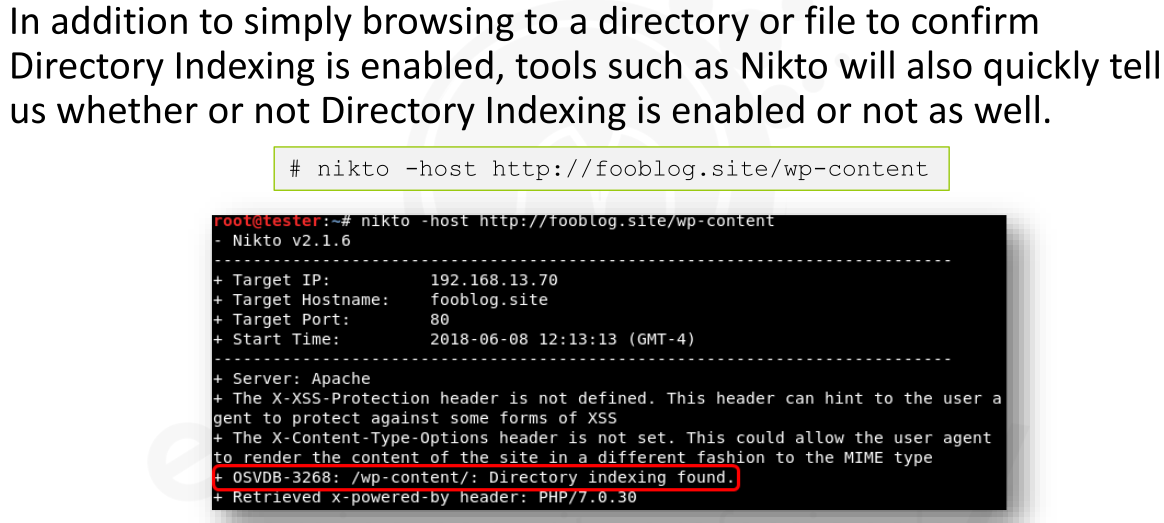 In addition to simply browsing to a directory or file to confirm
Directory Indexing is enabled, tools such as Nikto will also quickly tell
us whether or not Directory Indexing is enabled or not as well.
# nikto -host http://fooblog.site/wp-content
root@tester:~# nikto -host http://fooblog.site/wp-content
- Nikto v2.1.6
---------------------------------------------------------------------------
+ Target IP:          192.168.13.70
+ Target Hostname:    fooblog.site
+ Target Port:        80
+ Start Time:         2018-06-08 12:13:13 (GMT-4)
---------------------------------------------------------------------------
+ Server: Apache
+ The X-XSS-Protection header is not defined. This header can hint to the user a
gent to protect against some forms of XSS
+ The X-Content-Type-Options header is not set. This could allow the user agent
to render the content of the site in a different fashion to the MIME type
+ OSVDB-3268: /wp-content/: Directory indexing found.
+ Retrieved x-powered-by header: PHP/7.0.30